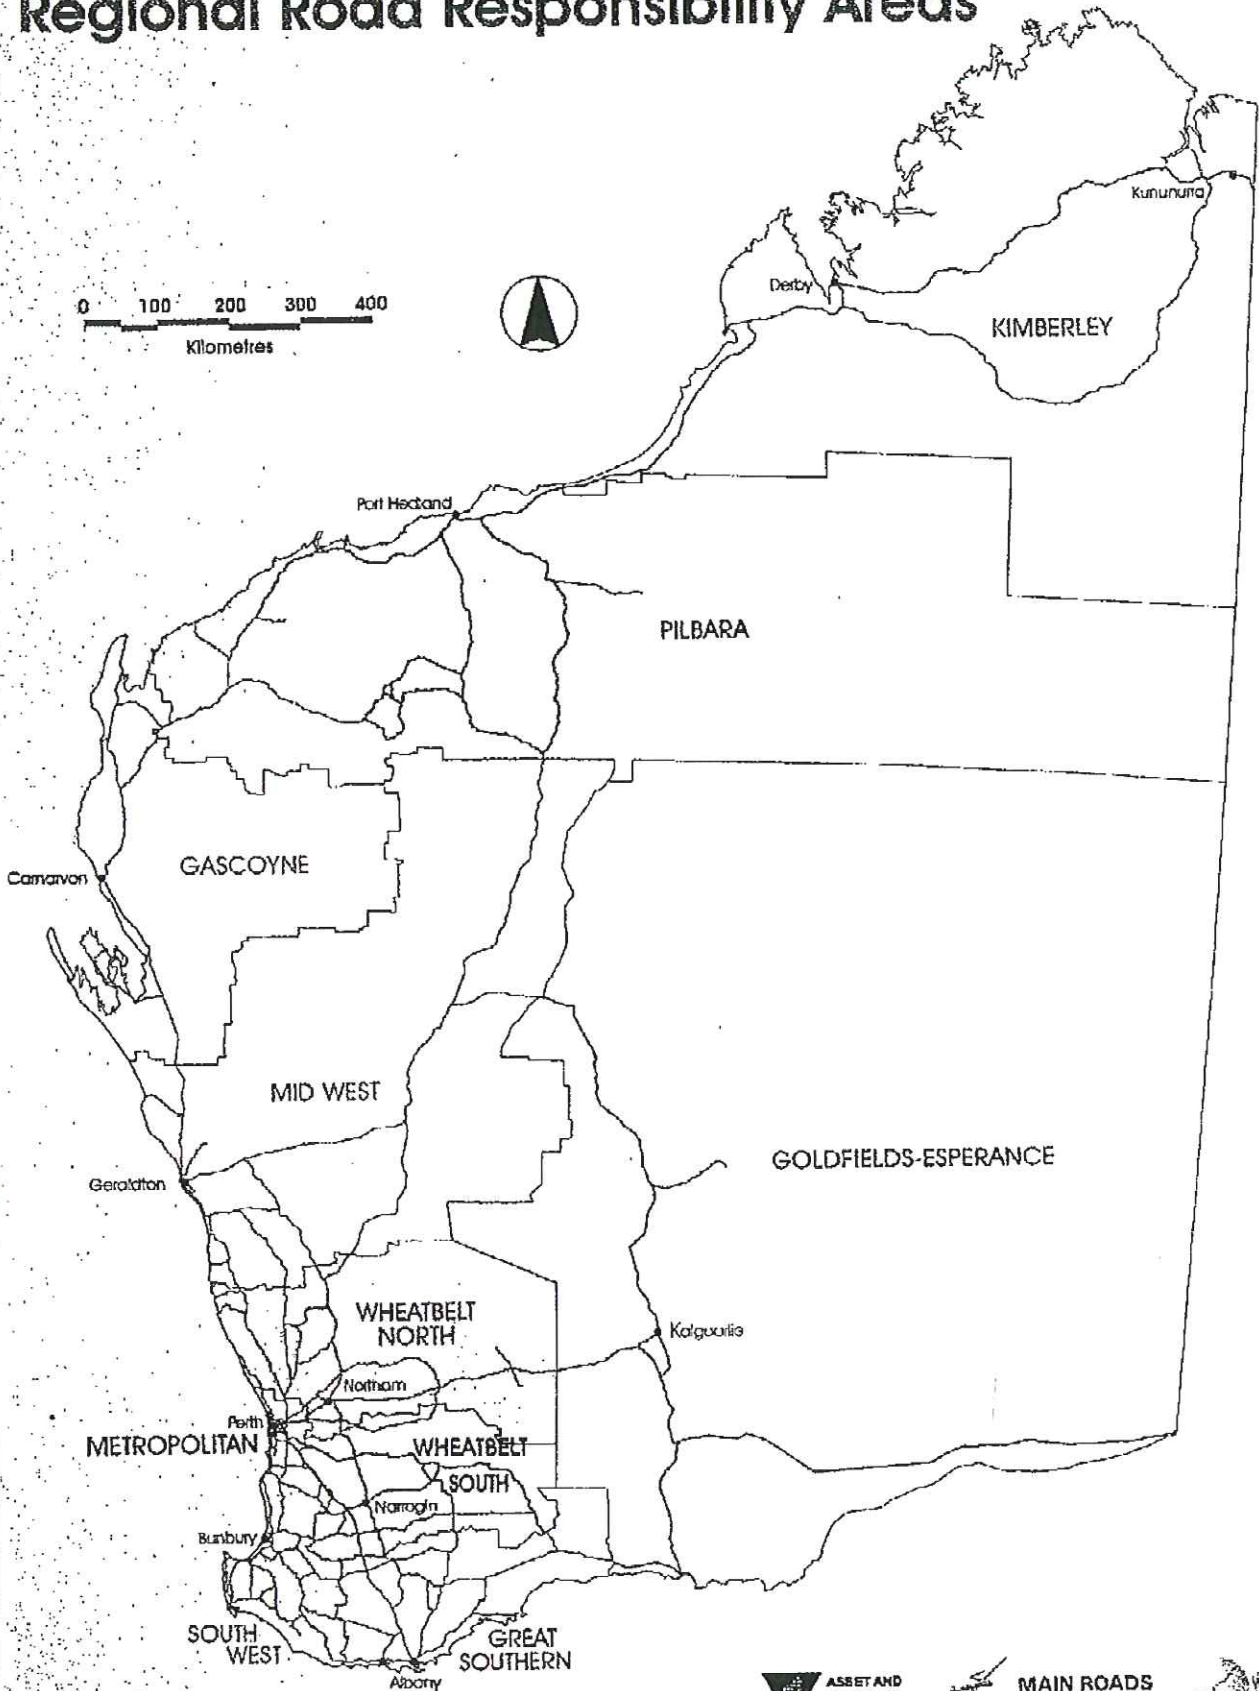 Regional Road Responsibility Areas
Kununurra
Derby
0 100 200 300 400
Kilometres
KIMBERLEY
Port Hedland
PILBARA
GASCOYNE
Carnarvon
MID WEST
GOLDFIELDS-ESPERANCE
Geraldton
WHEATBELT
NORTH
Kalgoorlie
Northam
Perth
METROPOLITAN
WHEATBELT
SOUTH
Narrogin
Bunbury
SOUTH
WEST
GREAT
SOUTHERN
Albany
ASSET AND
MAIN ROADS